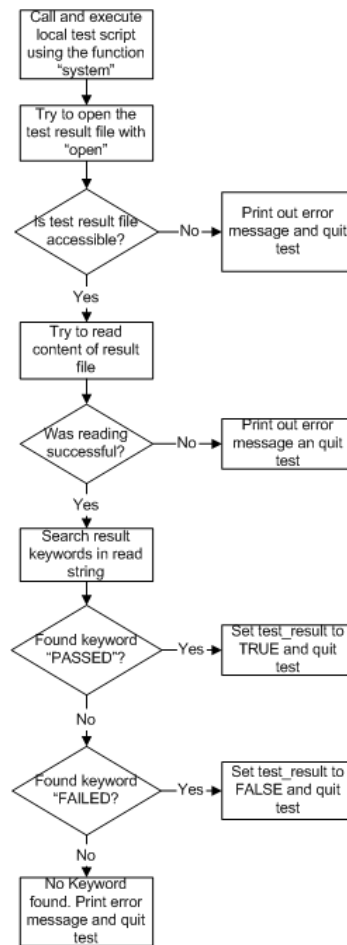 Call and execute
local test script
using the function
“system”
Try to open the
test result file with
“open”
Is test result file
accessible?
No
Print out error
message and quit
test
Yes
Try to read
content of result
file
Was reading
successful?
No
Print out error
message an quit
test
Yes
Search result
keywords in read
string
Found keyword
“PASSED”?
Yes
Set test_result to
TRUE and quit
test
No
Found keyword
“FAILED?
Yes
Set test_result to
FALSE and quit
test
No
No Keyword
found. Print error
message and quit
test